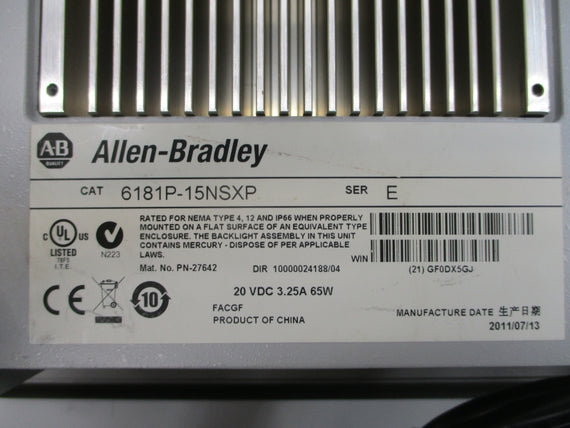 A-B
QUALITY
Allen-Bradley
CAT 6181P-15NSXP SER E
RATED FOR NEMA TYPE 4, 12 AND IP66 WHEN PROPERLY
MOUNTED ON A FLAT SURFACE OF AN EQUIVALENT TYPE
ENCLOSURE. THE BACKLIGHT ASSEMBLY IN THIS UNIT
CONTAINS MERCURY - DISPOSE OF PER APPLICABLE
LAWS.
C UL US
LISTED
I.T.E.
N223
WIN
Mat. No. PN-27642 DIR 10000024188/04 (21) GF0DX5GJ
CE
10
20 VDC 3.25A 65W
FACGF
PRODUCT OF CHINA
MANUFACTURE DATE 生产日期
2011/07/13